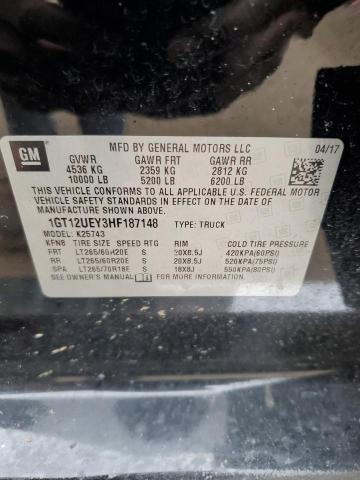 GM
MFD BY GENERAL MOTORS LLC 04/17
GVWR GAWR FRT GAWR RR
4536 KG 2359 KG 2812 KG
10000 LB 5200 LB 6200 LB
THIS VEHICLE CONFORMS TO ALL APPLICABLE U.S. FEDERAL MOTOR
VEHICLE SAFETY STANDARDS IN EFFECT ON THE DATE OF
MANUFACTURE SHOWN ABOVE.
1GT12UEY3HF187148 TYPE: TRUCK
MODEL: K25743
KFNB TIRE SIZE SPEED RTG RIM COLD TIRE PRESSURE
FRT LT265/60R20E S 20X8.5J 420KPA(60PSI)
RR LT265/60R20E S 20X8.5J 520KPA(75PSI)
SPA LT265/70R18E S 18X8J 550KPA(80PSI)
SEE OWNER'S MANUAL FOR MORE INFORMATION.